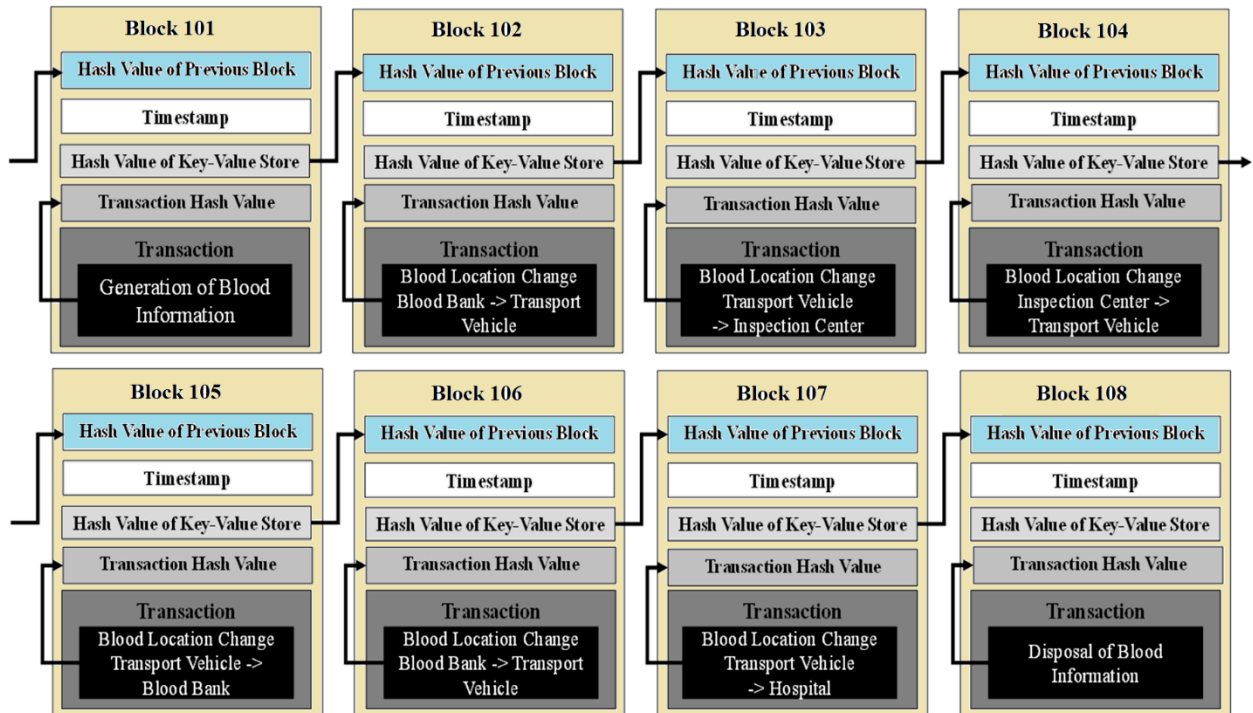 Block 101
Hash Value of Previous Block
Timestamp
Hash Value of Key-Value Store
Transaction Hash Value
Transaction
Generation of Blood
Information
Block 102
Hash Value of Previous Block
Timestamp
Hash Value of Key-Value Store
Transaction Hash Value
Transaction
Blood Location Change
Blood Bank -> Transport
Vehicle
Block 103
Hash Value of Previous Block
Timestamp
Hash Value of Key-Value Store
Transaction Hash Value
Transaction
Blood Location Change
Transport Vehicle
-> Inspection Center
Block 104
Hash Value of Previous Block
Timestamp
Hash Value of Key-Value Store
Transaction Hash Value
Transaction
Blood Location Change
Inspection Center ->
Transport Vehicle
Block 105
Hash Value of Previous Block
Timestamp
Hash Value of Key-Value Store
Transaction Hash Value
Transaction
Blood Location Change
Transport Vehicle ->
Blood Bank
Block 106
Hash Value of Previous Block
Timestamp
Hash Value of Key-Value Store
Transaction Hash Value
Transaction
Blood Location Change
Blood Bank -> Transport
Vehicle
Block 107
Hash Value of Previous Block
Timestamp
Hash Value of Key-Value Store
Transaction Hash Value
Transaction
Blood Location Change
Transport Vehicle
-> Hospital
Block 108
Hash Value of Previous Block
Timestamp
Hash Value of Key-Value Store
Transaction Hash Value
Transaction
Disposal of Blood
Information